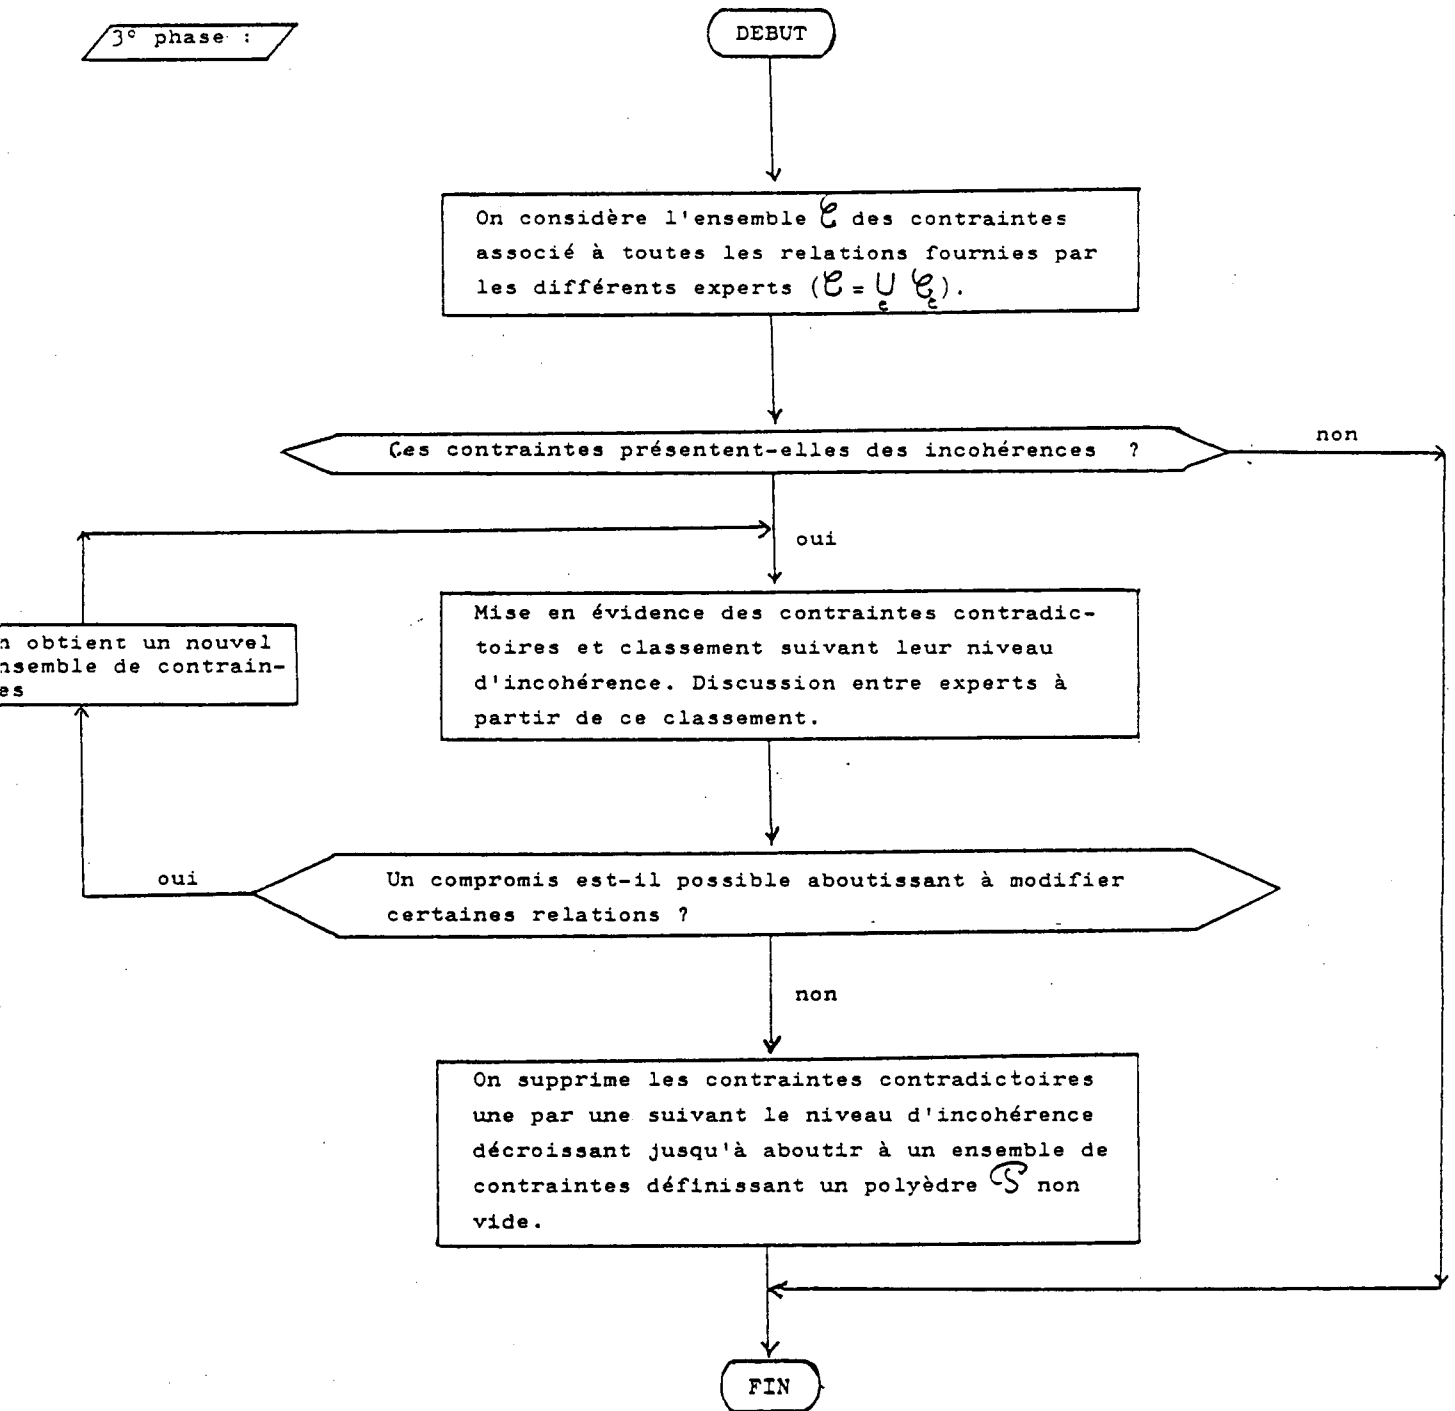 3° phase :
DEBUT
On considère l'ensemble 𝒞 des contraintes
associé à toutes les relations fournies par
les différents experts (𝒞 = ∪ₑ 𝒞ₑ).
Ces contraintes présentent-elles des incohérences ?
non
oui
Mise en évidence des contraintes contradic-
toires et classement suivant leur niveau
d'incohérence. Discussion entre experts à
partir de ce classement.
n obtient un nouvel
nsemble de contrain-
es
oui
Un compromis est-il possible aboutissant à modifier
certaines relations ?
non
On supprime les contraintes contradictoires
une par une suivant le niveau d'incohérence
décroissant jusqu'à aboutir à un ensemble de
contraintes définissant un polyèdre 𝒫 non
vide.
FIN